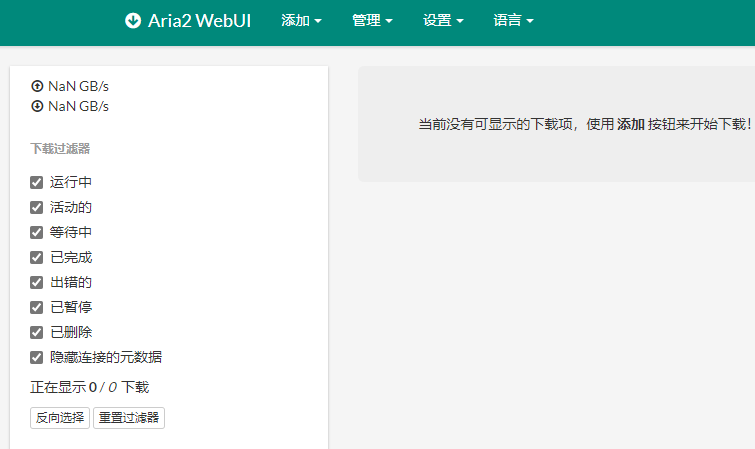 Aria2 WebUI 添加 管理 设置 语言
NaN GB/s
NaN GB/s
下载过滤器
运行中
活动的
等待中
已完成
出错的
已暂停
已删除
隐藏连接的元数据
正在显示 0 / 0 下载
反向选择 重置过滤器
当前没有可显示的下载项，使用 添加 按钮来开始下载！